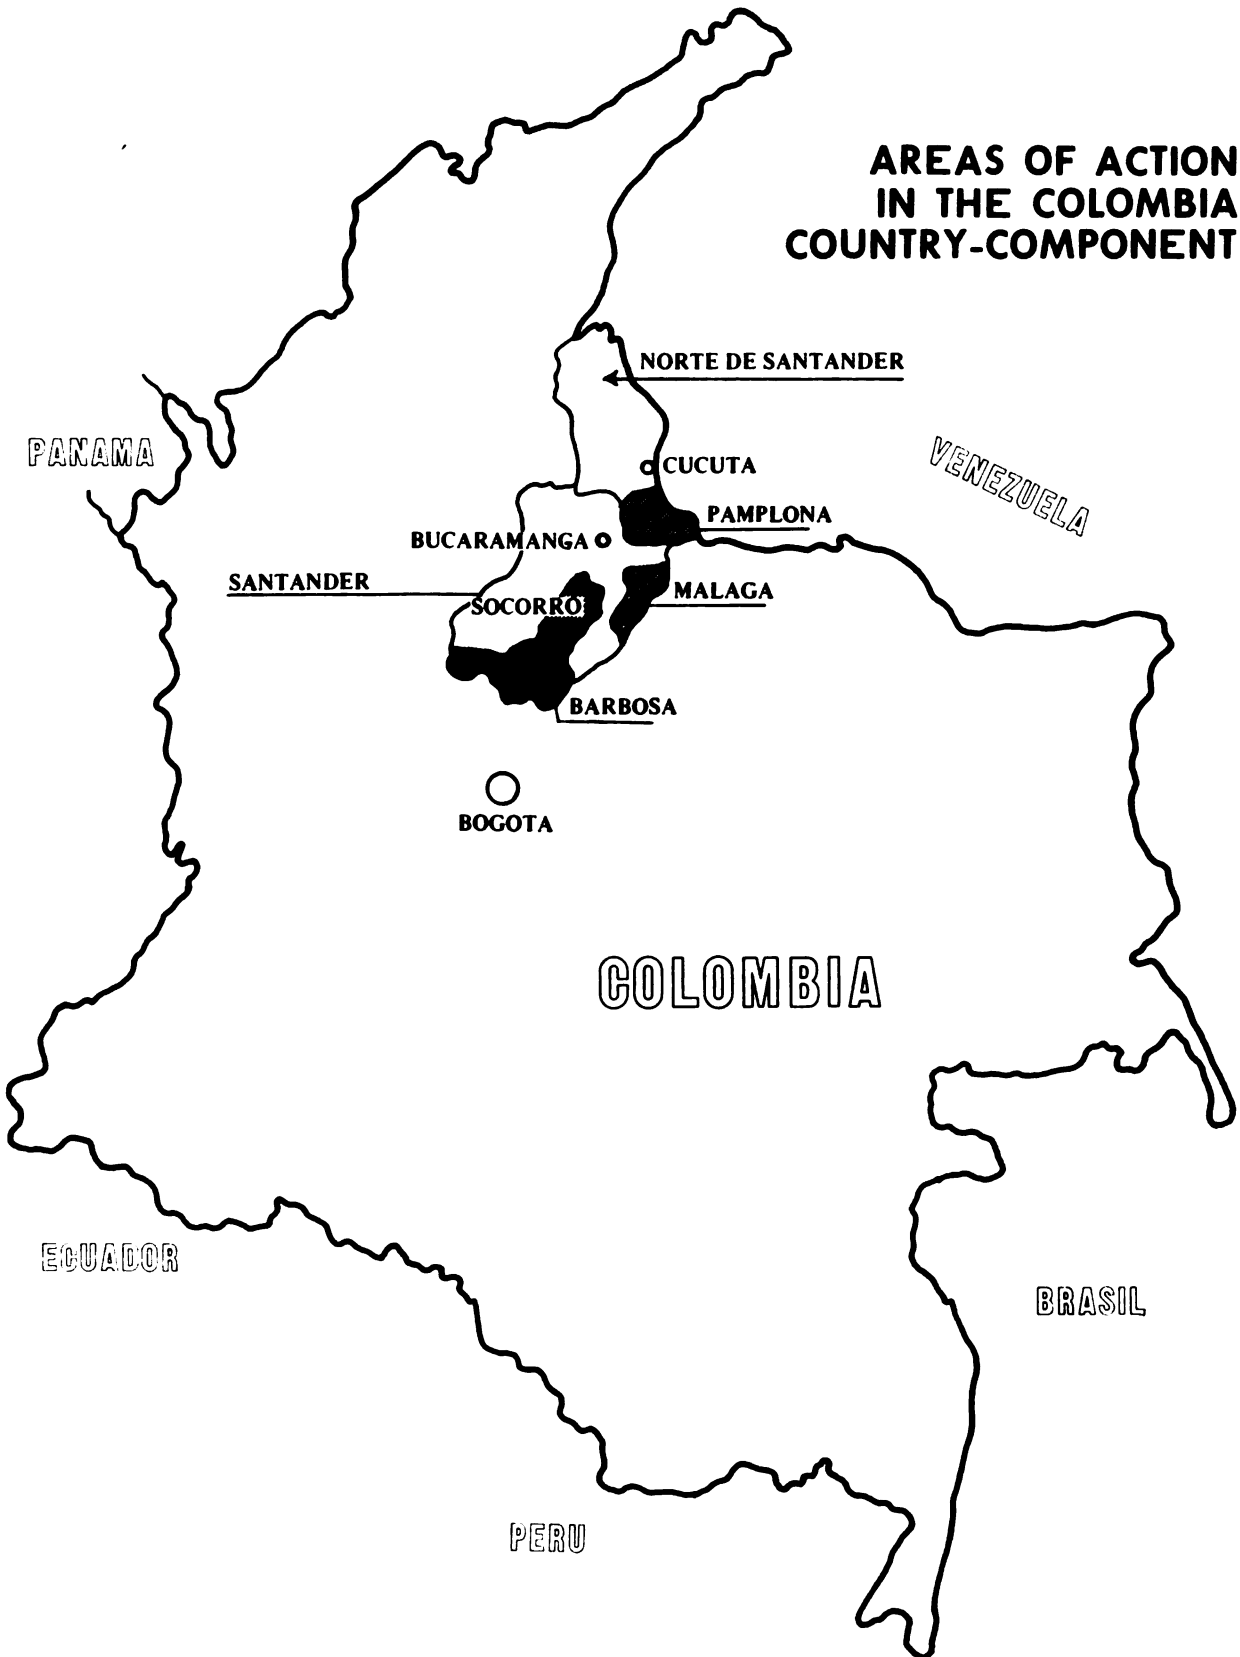 AREAS OF ACTION
IN THE COLOMBIA
COUNTRY-COMPONENT
NORTE DE SANTANDER
PANAMA
VENEZUELA
CUCUTA
PAMPLONA
BUCARAMANGA
SANTANDER
MALAGA
SOCORRO
BARBOSA
BOGOTA
COLOMBIA
ECUADOR
BRASIL
PERU